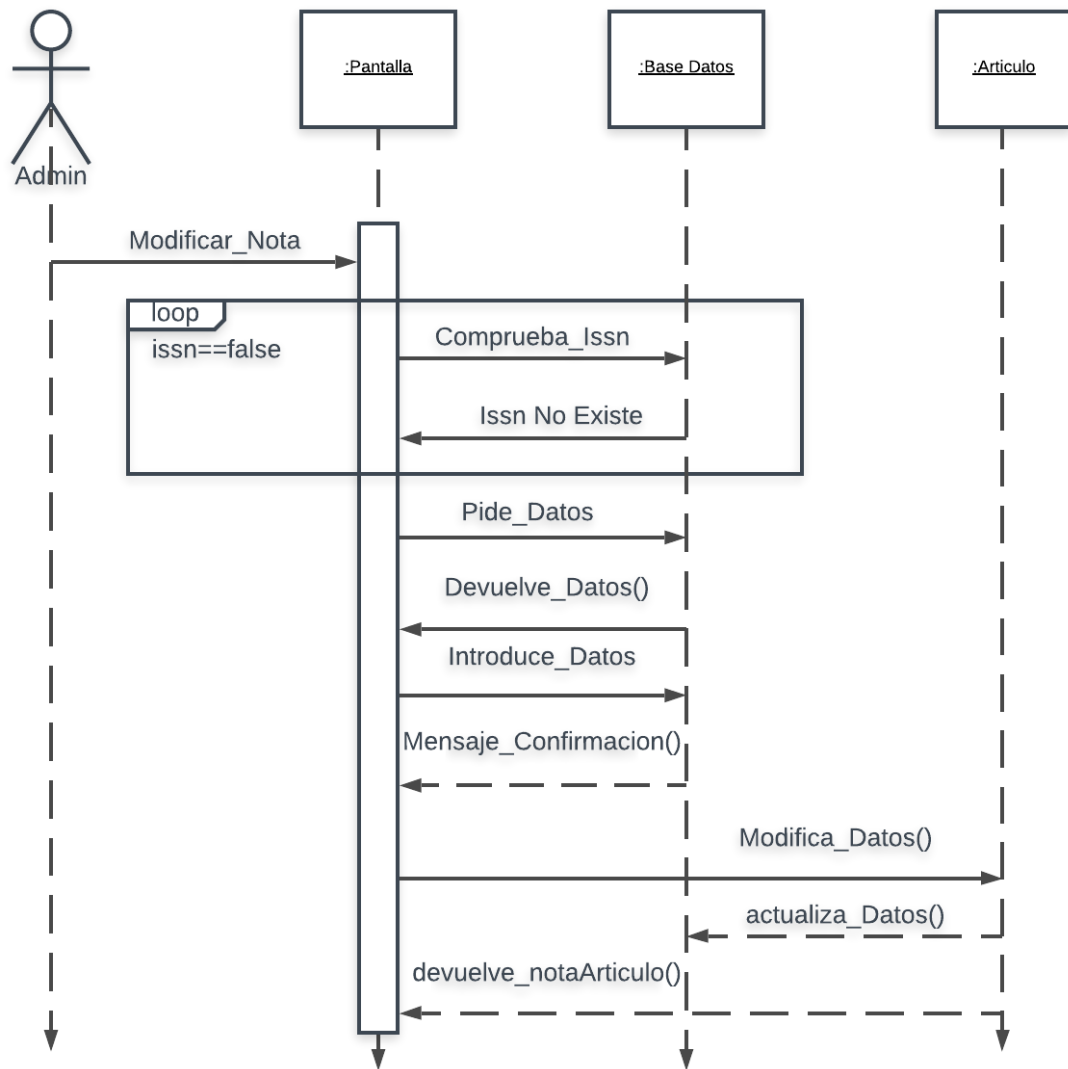 :Pantalla
:Base Datos
:Articulo
Admin
Modificar_Nota
loop
issn==false
Comprueba_Issn
Issn No Existe
Pide_Datos
Devuelve_Datos()
Introduce_Datos
Mensaje_Confirmacion()
Modifica_Datos()
actualiza_Datos()
devuelve_notaArticulo()